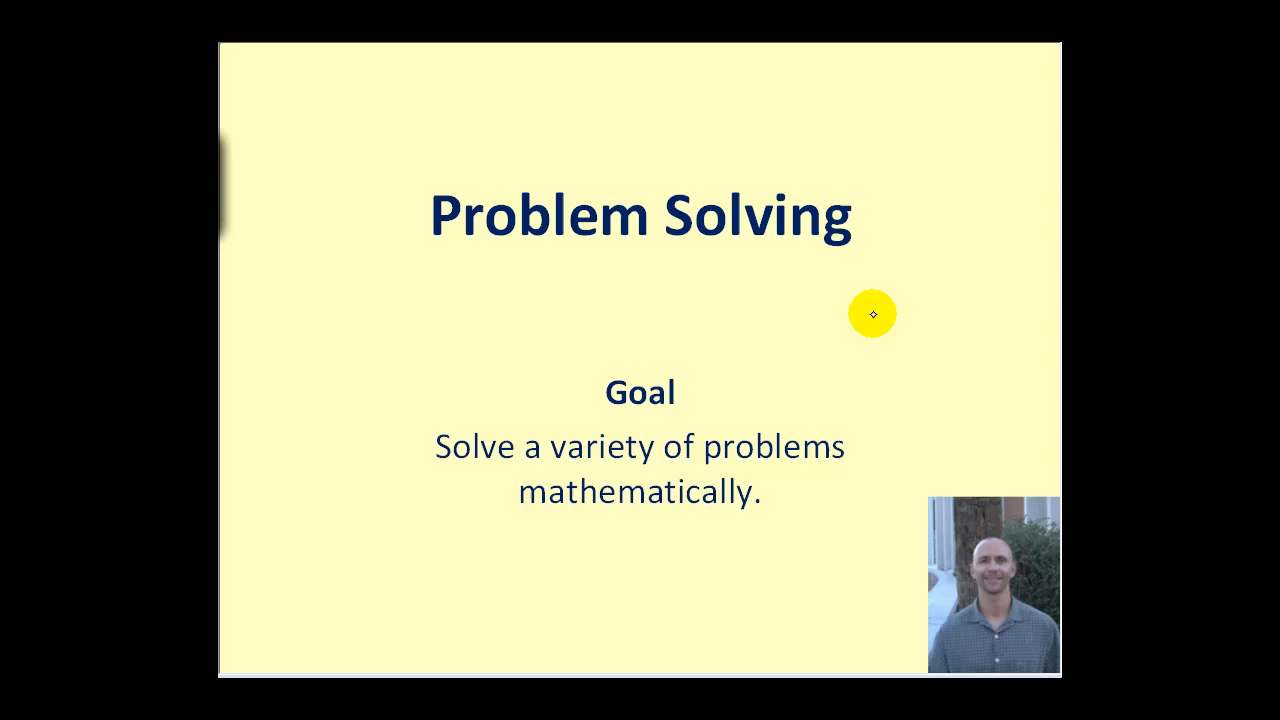 Problem Solving
Goal
Solve a variety of problems
mathematically.